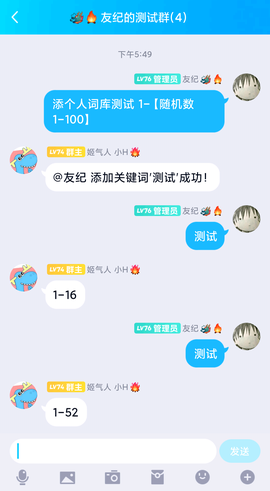 友纪的测试群(4)
下午5:49
LV76 管理员 友纪
添个人词库测试 1-【随机数
1-100】
LV74 群主 姬气人 小H
@友纪 添加关键词'测试'成功！
LV76 管理员 友纪
测试
LV74 群主 姬气人 小H
1-16
LV76 管理员 友纪
测试
LV74 群主 姬气人 小H
1-52
发送